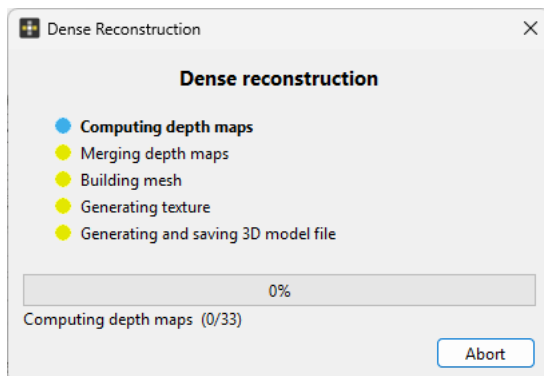 Dense Reconstruction
Dense reconstruction
Computing depth maps
Merging depth maps
Building mesh
Generating texture
Generating and saving 3D model file
0%
Computing depth maps (0/33)
Abort